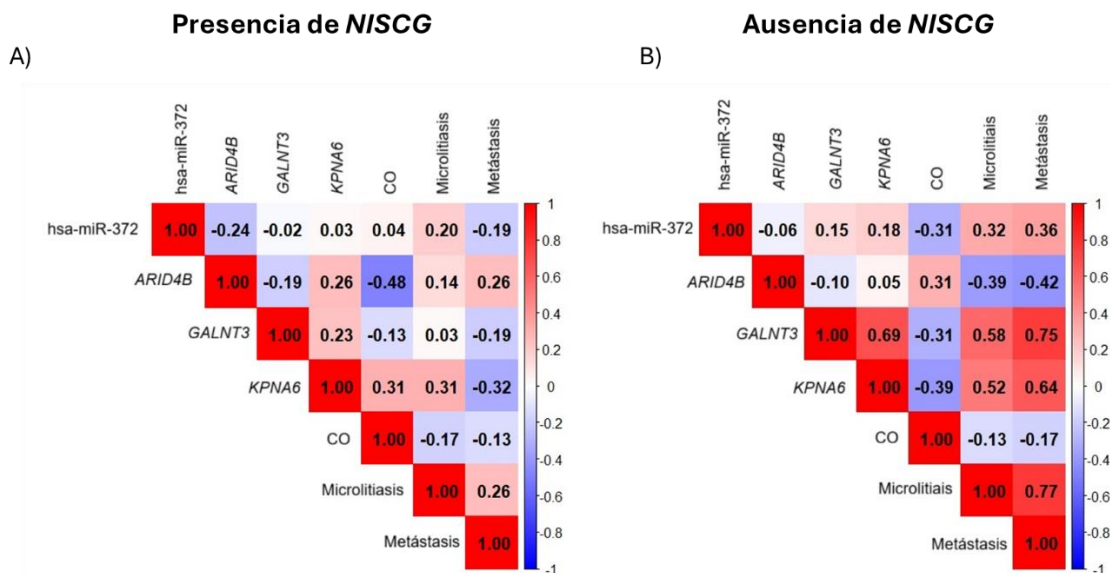 Presencia de NISCG
Ausencia de NISCG
A)
B)
hsa-miR-372
ARID4B
GALNT3
KPNA6
CO
Microlitiasis
Metástasis
hsa-miR-372 1.00 -0.24 -0.02 0.03 0.04 0.20 -0.19
ARID4B 1.00 -0.19 0.26 -0.48 0.14 0.26
GALNT3 1.00 0.23 -0.13 0.03 -0.19
KPNA6 1.00 0.31 0.31 -0.32
CO 1.00 -0.17 -0.13
Microlitiasis 1.00 0.26
Metástasis 1.00
1
0.8
0.6
0.4
0.2
0
-0.2
-0.4
-0.6
-0.8
-1
hsa-miR-372
ARID4B
GALNT3
KPNA6
CO
Microlitiais
Metástasis
hsa-miR-372 1.00 -0.06 0.15 0.18 -0.31 0.32 0.36
ARID4B 1.00 -0.10 0.05 0.31 -0.39 -0.42
GALNT3 1.00 0.69 -0.31 0.58 0.75
KPNA6 1.00 -0.39 0.52 0.64
CO 1.00 -0.13 -0.17
Microlitiais 1.00 0.77
Metástasis 1.00
1
0.8
0.6
0.4
0.2
0
-0.2
-0.4
-0.6
-0.8
-1